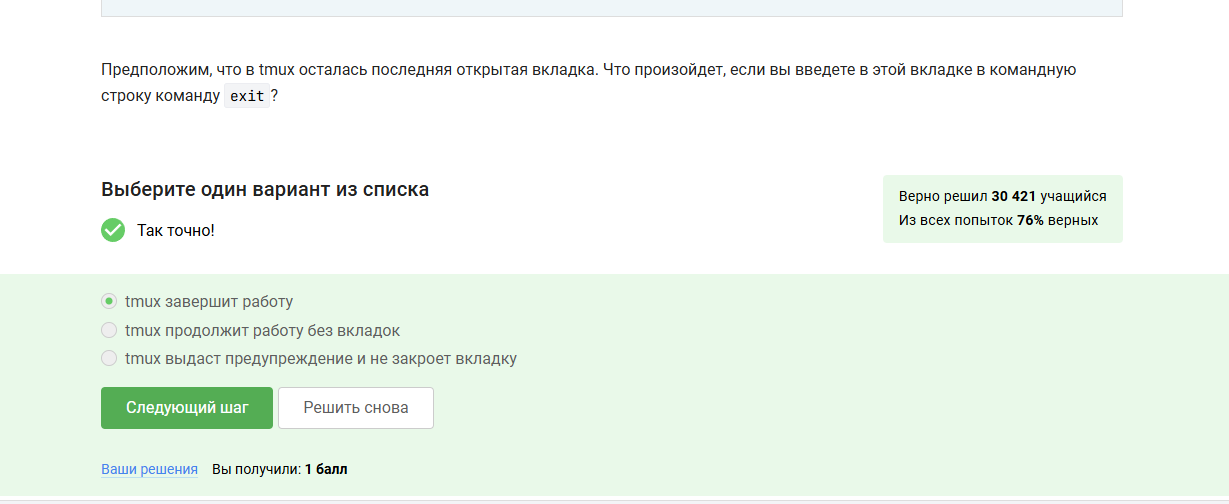 Предположим, что в tmux осталась последняя открытая вкладка. Что произойдет, если вы введете в этой вкладке в командную
строку команду exit?
Выберите один вариант из списка
Верно решил 30 421 учащийся
Из всех попыток 76% верных
Так точно!
tmux завершит работу
tmux продолжит работу без вкладок
tmux выдаст предупреждение и не закроет вкладку
Следующий шаг
Решить снова
Ваши решения
Вы получили: 1 балл